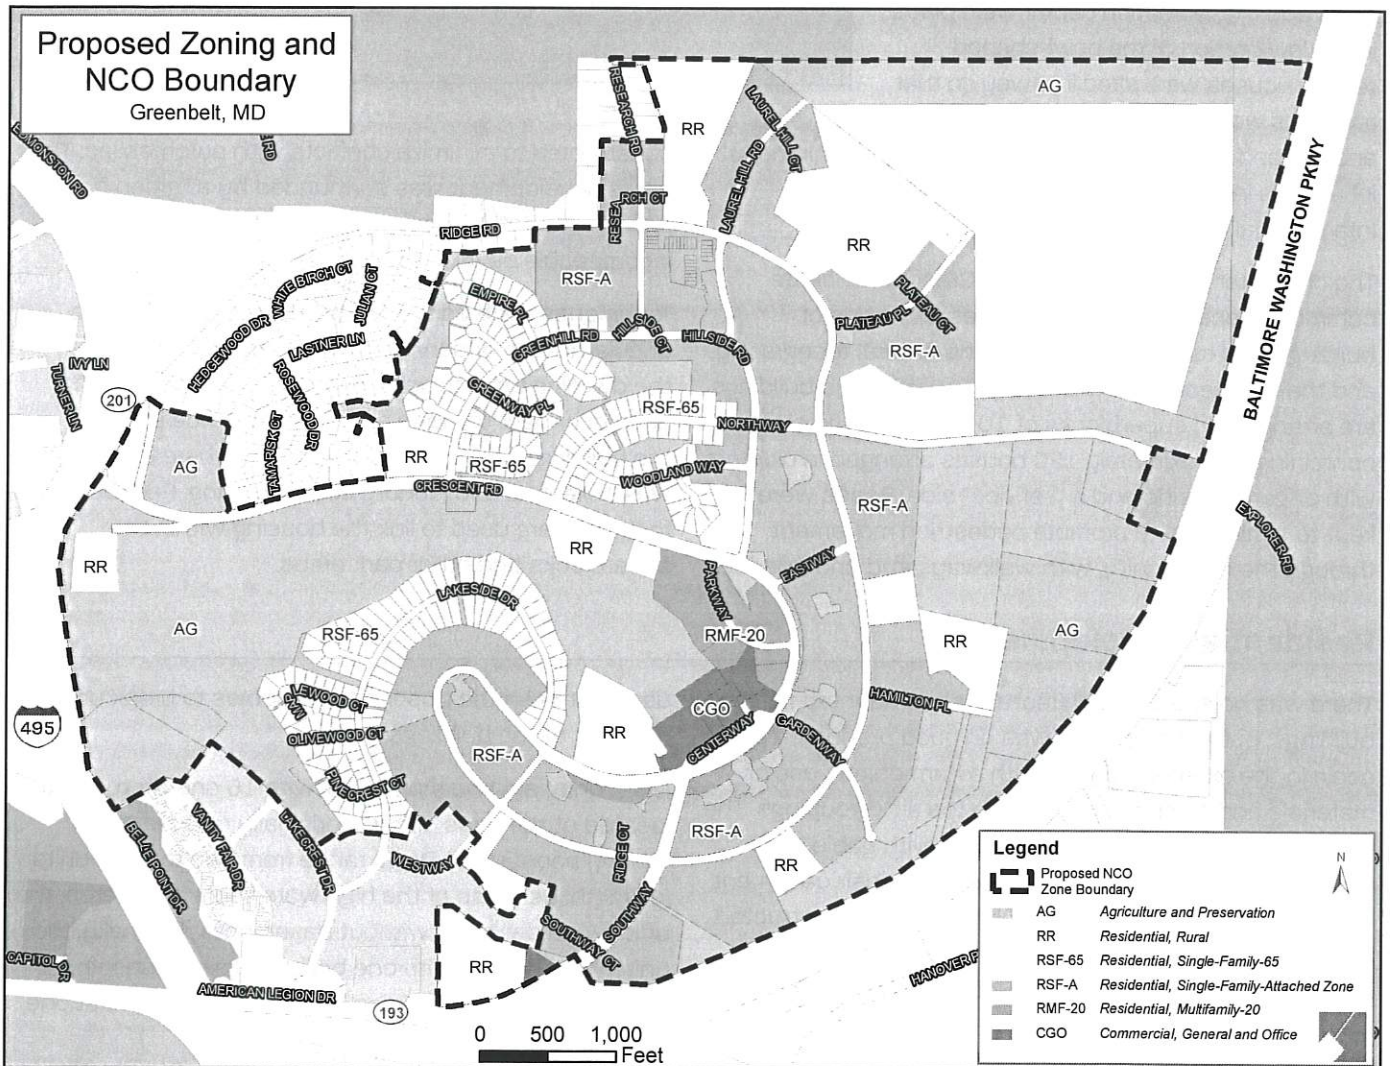 Proposed Zoning and
NCO Boundary
Greenbelt, MD
EDMONSTON RD
RESEARCH RD
RR
LAUREL HILL CT
LAUREL HILL RD
AG
BALTIMORE WASHINGTON PKWY
RCH CT
RESEA
RIDGE RD
RSF-A
RR
WHITE BIRCH CT
JULIAN CT
HEDGEWOOD DR
LASTNER LN
ROSEWOOD DR
TAMARACK CT
EMPIRE PL
GREENHILL RD
HILLSIDE CT
HILLSIDE RD
PLATEAU PL
PLATEAU CT
RSF-A
IVY LN
TURNER LN
201
GREENWAY PL
RSF-65
NORTHWAY
AG
RR
RSF-65
WOODLAND WAY
CRESCENT RD
RSF-A
RR
EXPLORER RD
RR
EASTWAY
PARKWAY
LAKESIDE DR
AG
RSF-65
RMF-20
RR
AG
LEWOOD CT
MAP
HAMILTON PL
CGO
495
OLIVEWOOD CT
RSF-A
RR
CENTERWAY
GARDENWAY
PINECREST CT
BELLE POINT DR
VANITY FAIR DR
LAKECREST DR
WESTWAY
RIDGE CT
RSF-A
RR
SOUTHWAY
SOUTHWAY CT
RR
CAPITOL DR
AMERICAN LEGION DR
193
HANOVER P
0 500 1,000
Feet
Legend
N
Proposed NCO
Zone Boundary
AG Agriculture and Preservation
RR Residential, Rural
RSF-65 Residential, Single-Family-65
RSF-A Residential, Single-Family-Attached Zone
RMF-20 Residential, Multifamily-20
CGO Commercial, General and Office